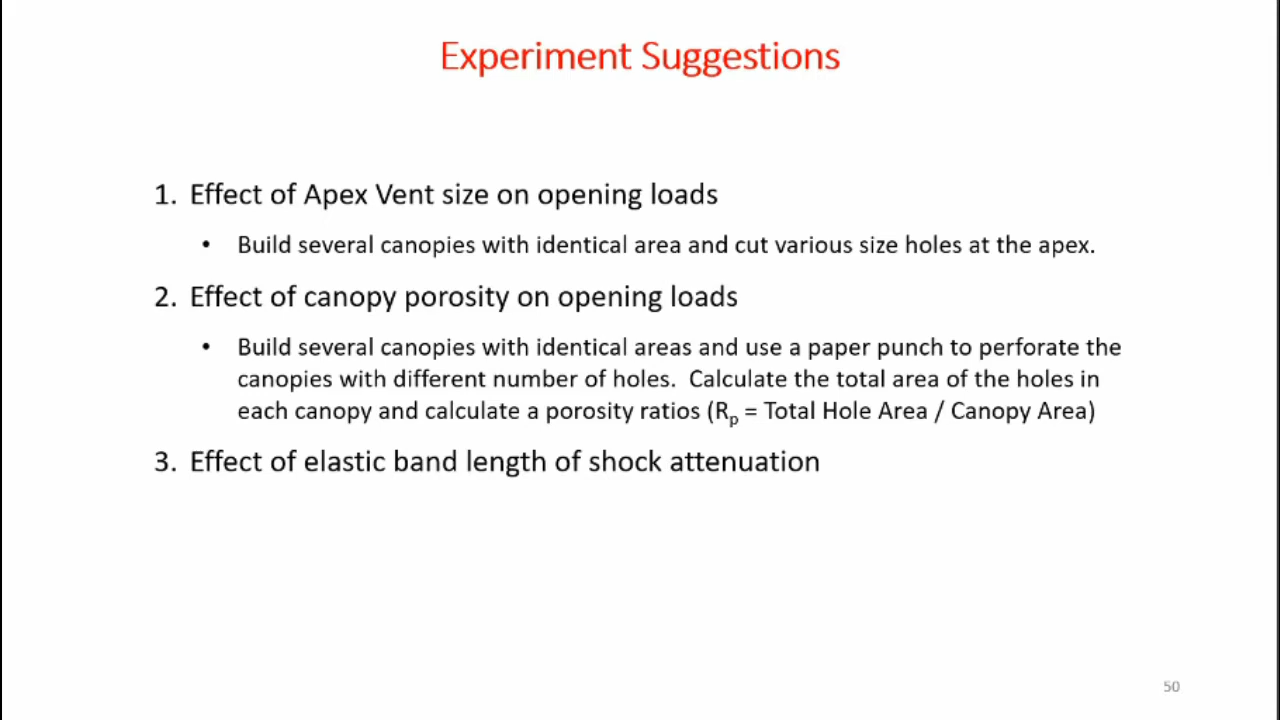 Experiment Suggestions
1. Effect of Apex Vent size on opening loads
• Build several canopies with identical area and cut various size holes at the apex.
2. Effect of canopy porosity on opening loads
• Build several canopies with identical areas and use a paper punch to perforate the
canopies with different number of holes.  Calculate the total area of the holes in
each canopy and calculate a porosity ratios (Rp = Total Hole Area / Canopy Area)
3. Effect of elastic band length of shock attenuation
50